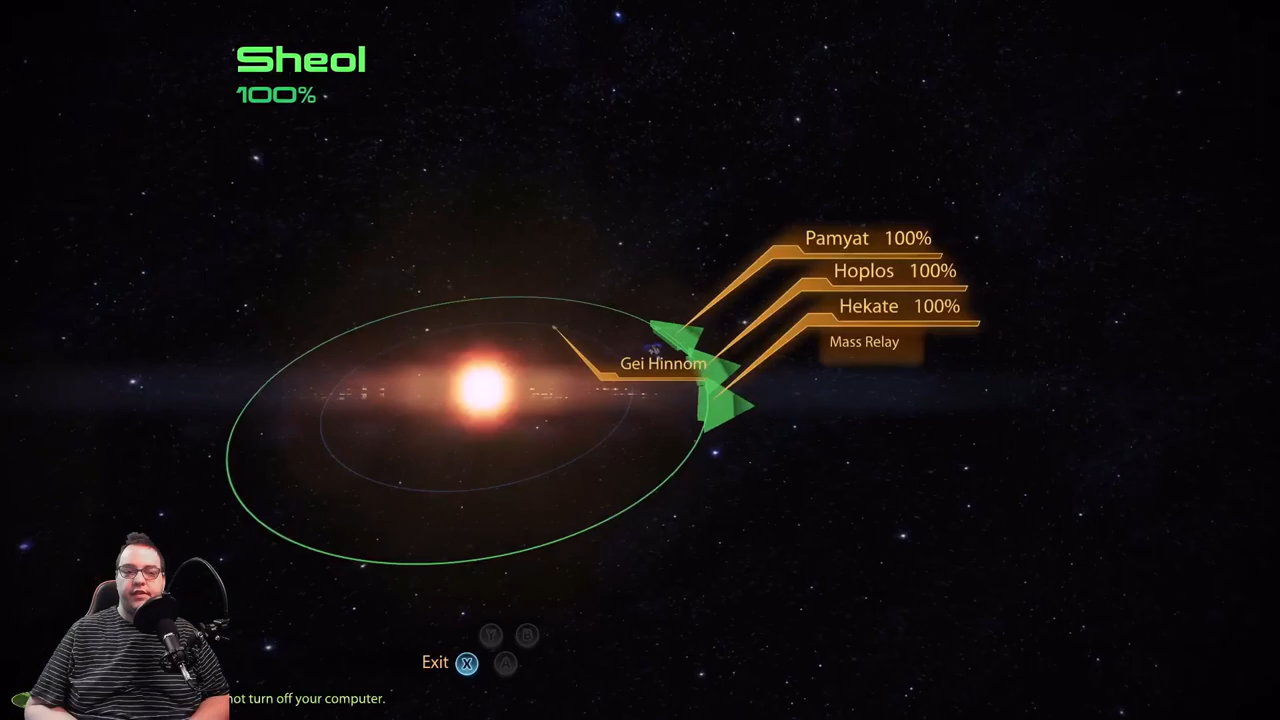 Sheol
100%
Pamyat 100%
Hoplos 100%
Hekate 100%
Mass Relay
Gei Hinnom
Y B
Exit X A
not turn off your computer.